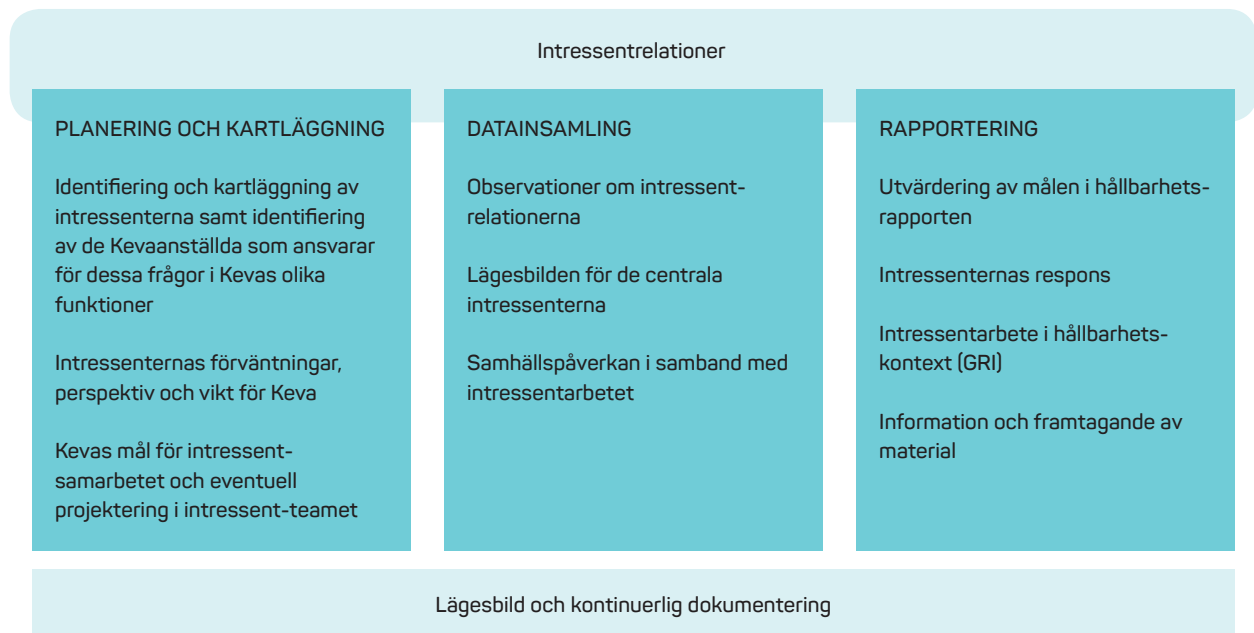 Intressentrelationer
PLANERING OCH KARTLÄGGNING
Identifiering och kartläggning av
intressenterna samt identifiering
av de Kevaanställda som ansvarar
för dessa frågor i Kevas olika
funktioner
Intressenternas förväntningar,
perspektiv och vikt för Keva
Kevas mål för intressent-
samarbetet och eventuell
projektering i intressent-teamet
DATAINSAMLING
Observationer om intressent-
relationerna
Lägesbilden för de centrala
intressenterna
Samhällspåverkan i samband med
intressentarbetet
RAPPORTERING
Utvärdering av målen i hållbarhets-
rapporten
Intressenternas respons
Intressentarbete i hållbarhets-
kontext (GRI)
Information och framtagande av
material
Lägesbild och kontinuerlig dokumentering